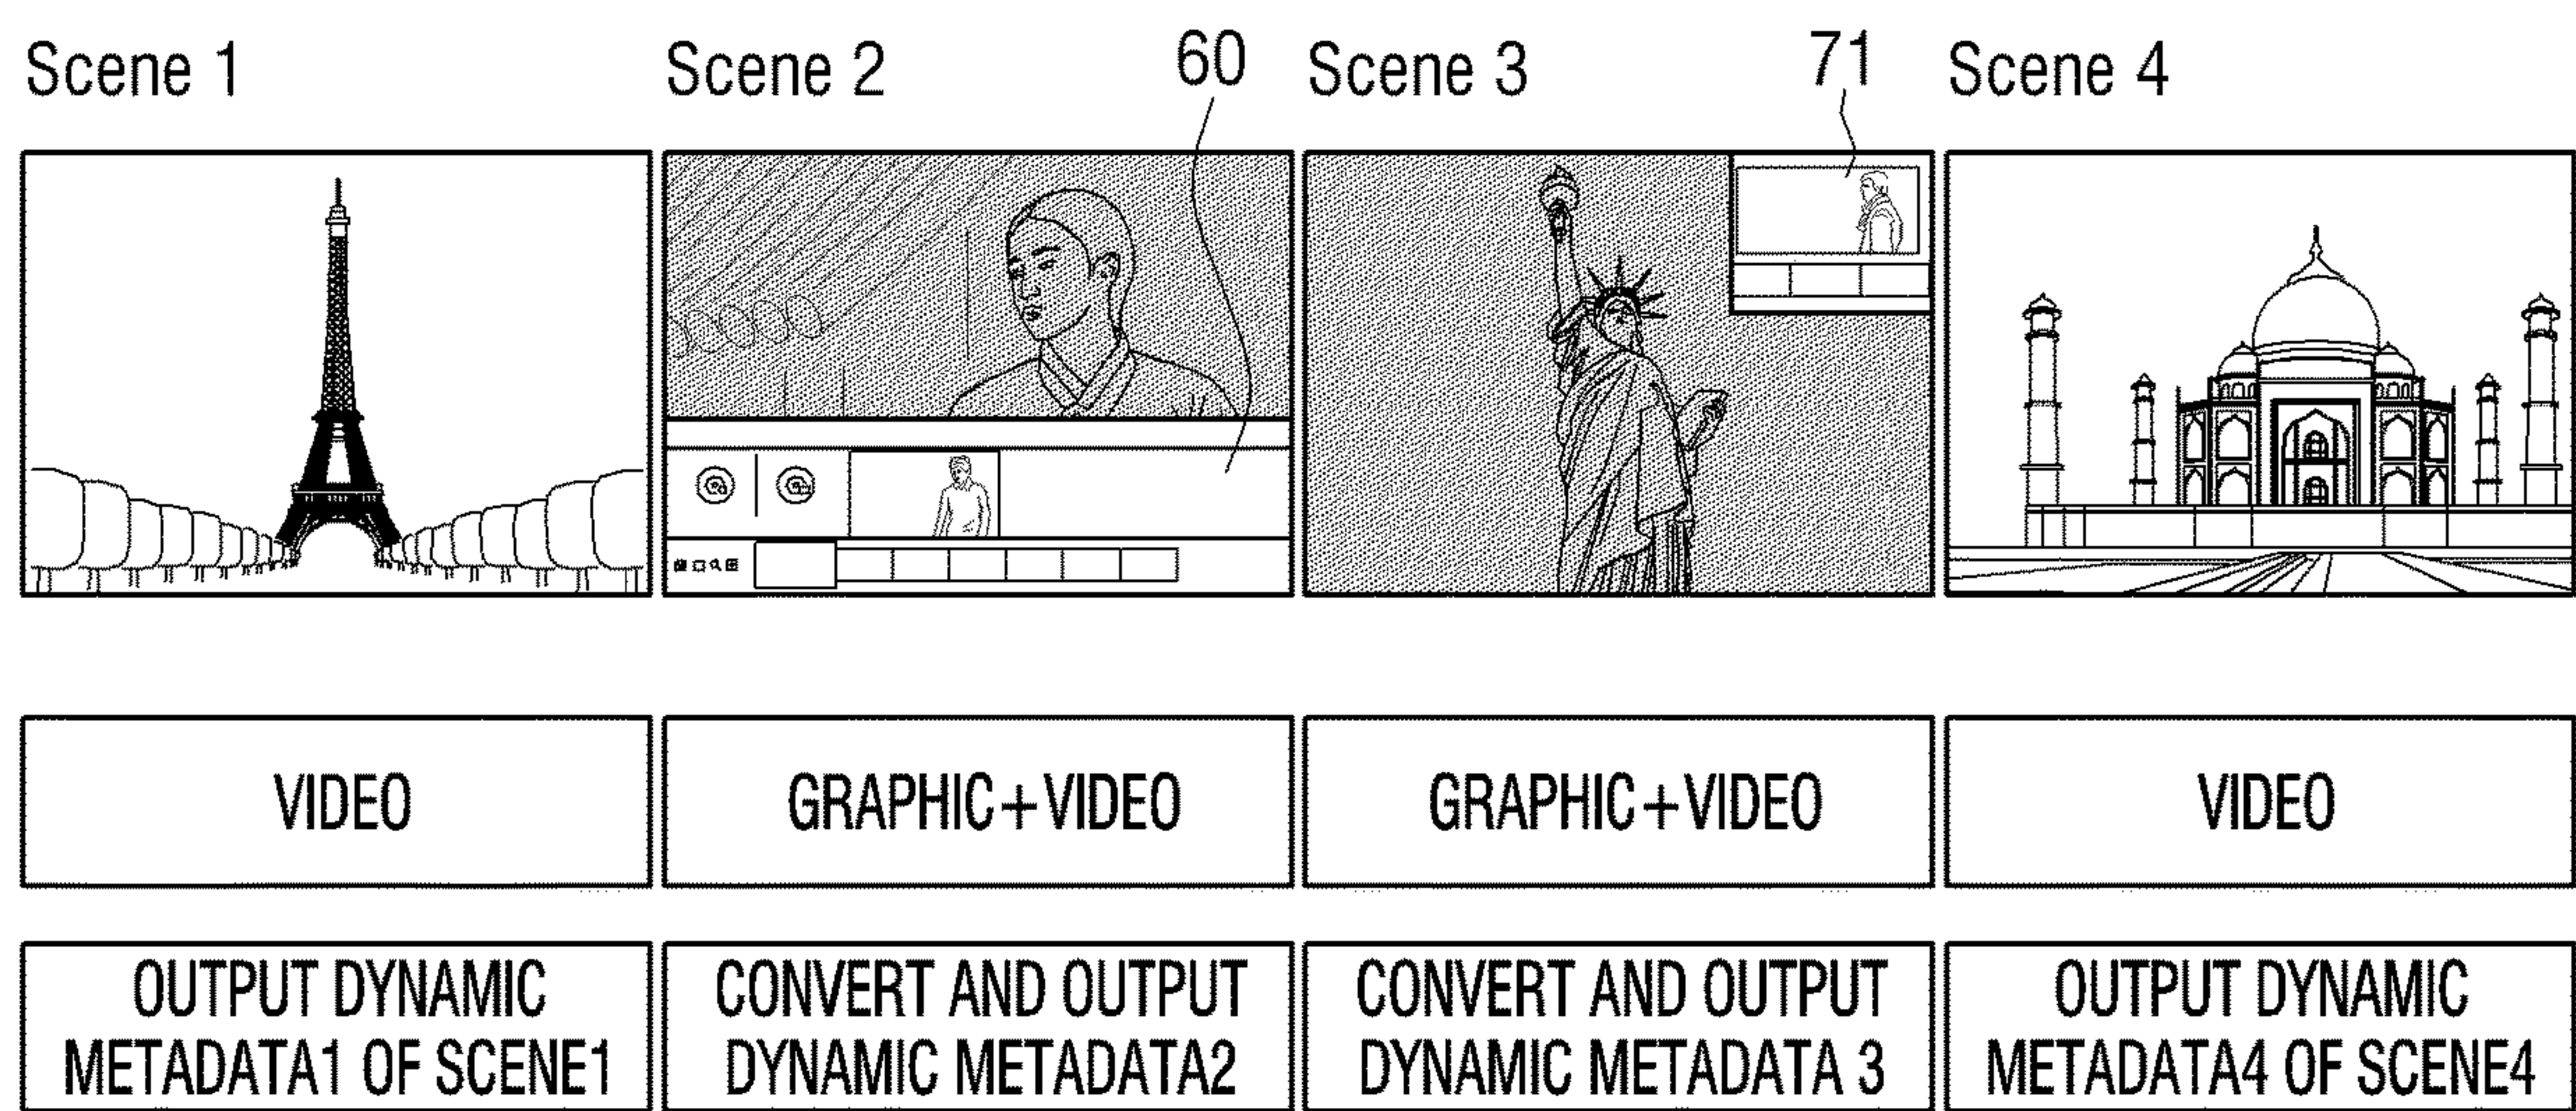 Scene 1
Scene 2
60
Scene 3
71
Scene 4
VIDEO
GRAPHIC+VIDEO
GRAPHIC+VIDEO
VIDEO
OUTPUT DYNAMIC
METADATA1 OF SCENE1
CONVERT AND OUTPUT
DYNAMIC METADATA2
CONVERT AND OUTPUT
DYNAMIC METADATA 3
OUTPUT DYNAMIC
METADATA4 OF SCENE4